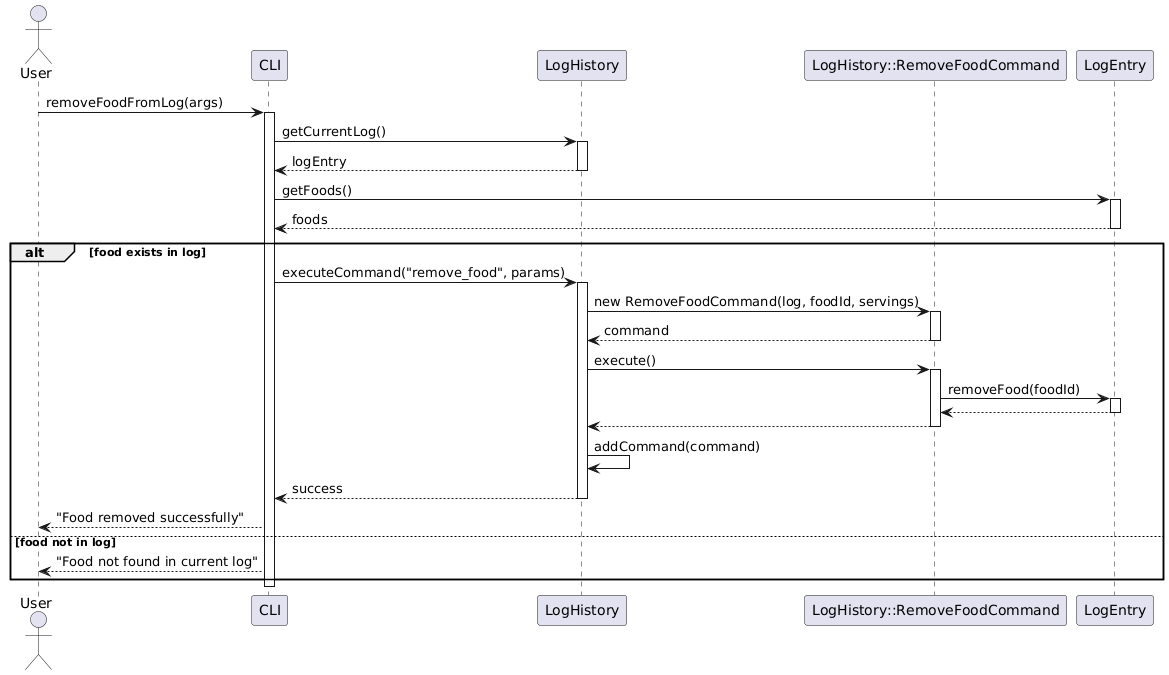 User
CLI
LogHistory
LogHistory::RemoveFoodCommand
LogEntry
removeFoodFromLog(args)
getCurrentLog()
logEntry
getFoods()
foods
alt
[food exists in log]
executeCommand("remove_food", params)
new RemoveFoodCommand(log, foodId, servings)
command
execute()
removeFood(foodId)
addCommand(command)
success
"Food removed successfully"
[food not in log]
"Food not found in current log"
User
CLI
LogHistory
LogHistory::RemoveFoodCommand
LogEntry